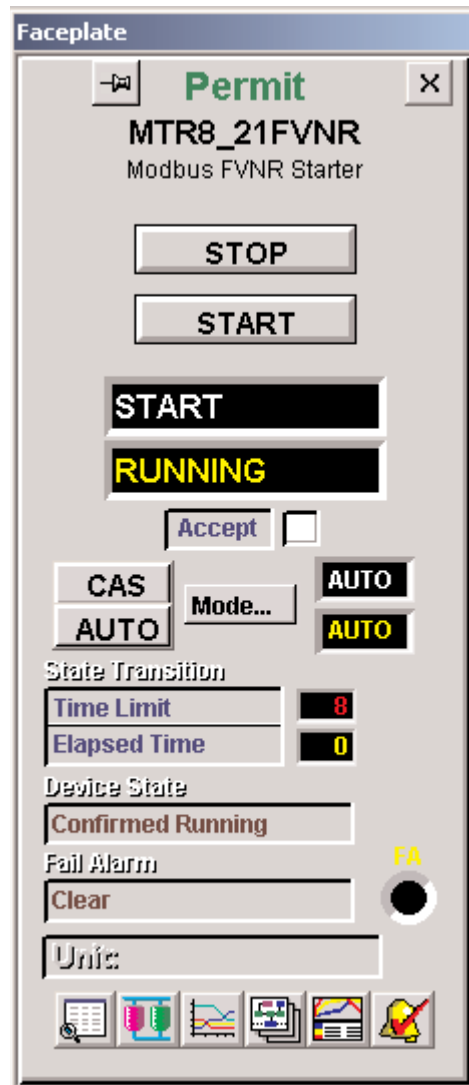 Faceplate
Permit
MTR8_21FVNR
Modbus FVNR Starter
STOP
START
START
RUNNING
Accept
CAS
AUTO
Mode...
AUTO
AUTO
State Transition
Time Limit 8
Elapsed Time 0
Device State
Confirmed Running
Fail Alarm
FA
Clear
Unit: